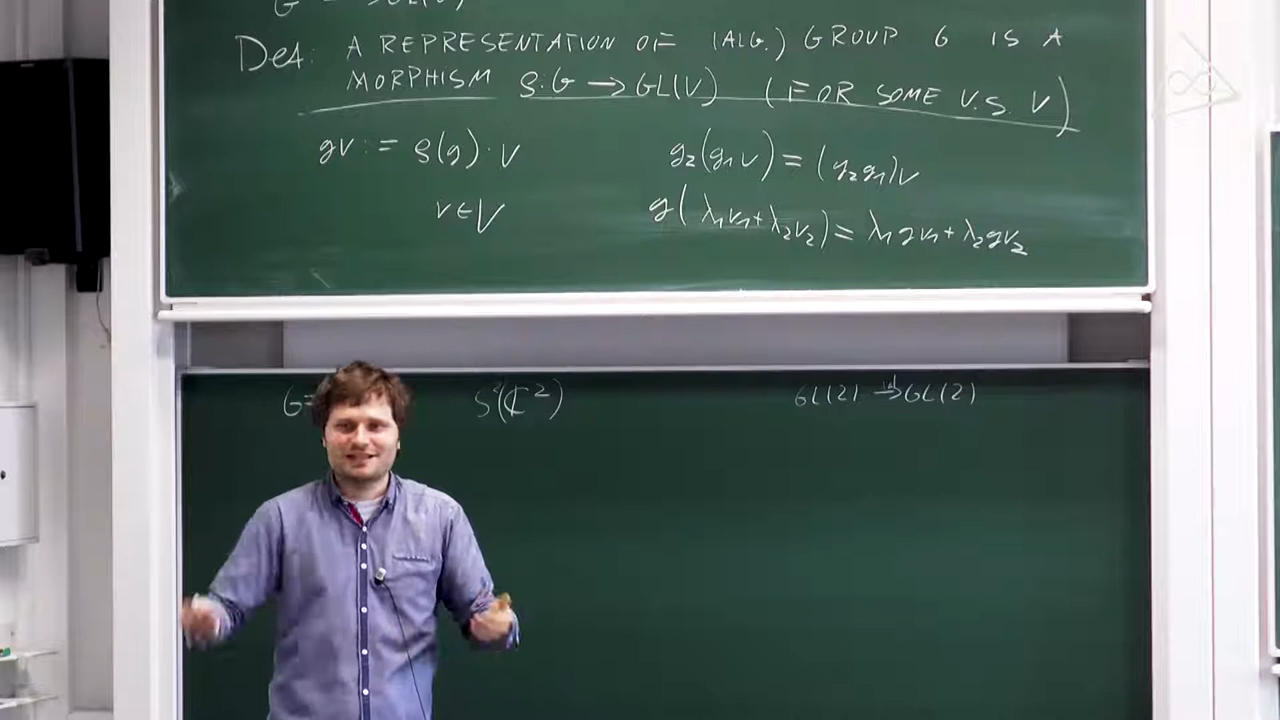 Def: A REPRESENTATION OF (ALG.) GROUP G IS A
MORPHISM ρ: G → GL(V) (FOR SOME V.S. V)
gv := ρ(g)·v g₂(g₁v) = (g₂g₁)v
v ∈ V g(λ₁v₁+λ₂v₂) = λ₁gv₁ + λ₂gv₂
G= (ℂ²) GL(2) → GL(2)